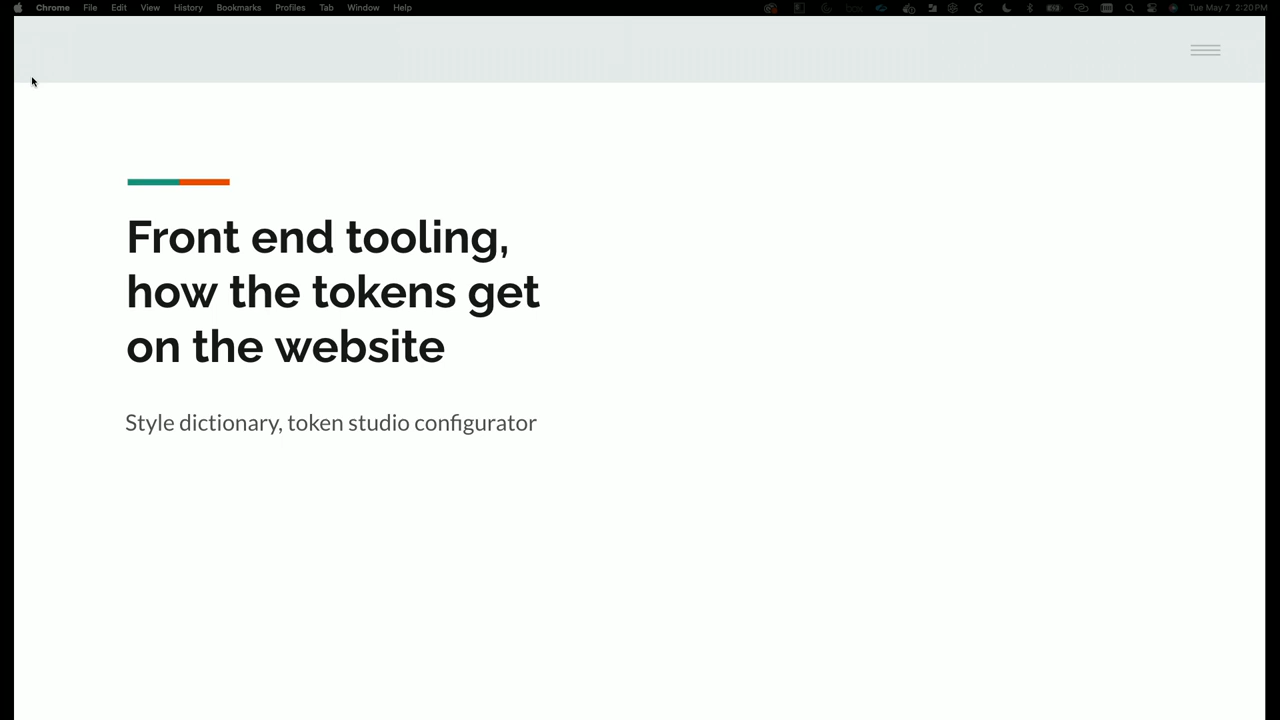 Chrome File Edit View History Bookmarks Profiles Tab Window Help
box
Tue May 7 2:20 PM
Front end tooling,
how the tokens get
on the website
Style dictionary, token studio configurator